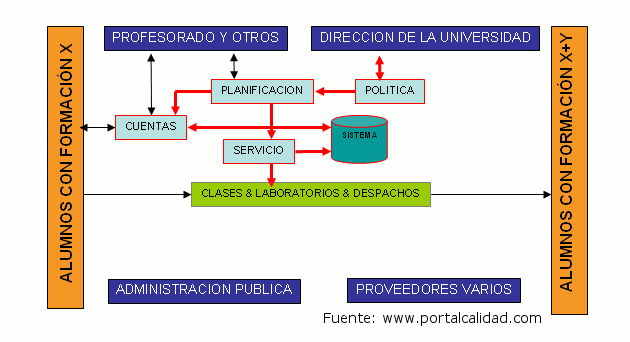 ALUMNOS CON FORMACIÓN X
PROFESORADO Y OTROS
DIRECCION DE LA UNIVERSIDAD
ALUMNOS CON FORMACIÓN X+Y
PLANIFICACION
POLITICA
CUENTAS
SISTEMA
SERVICIO
CLASES & LABORATORIOS & DESPACHOS
ADMINISTRACION PUBLICA
PROVEEDORES VARIOS
Fuente: www.portalcalidad.com